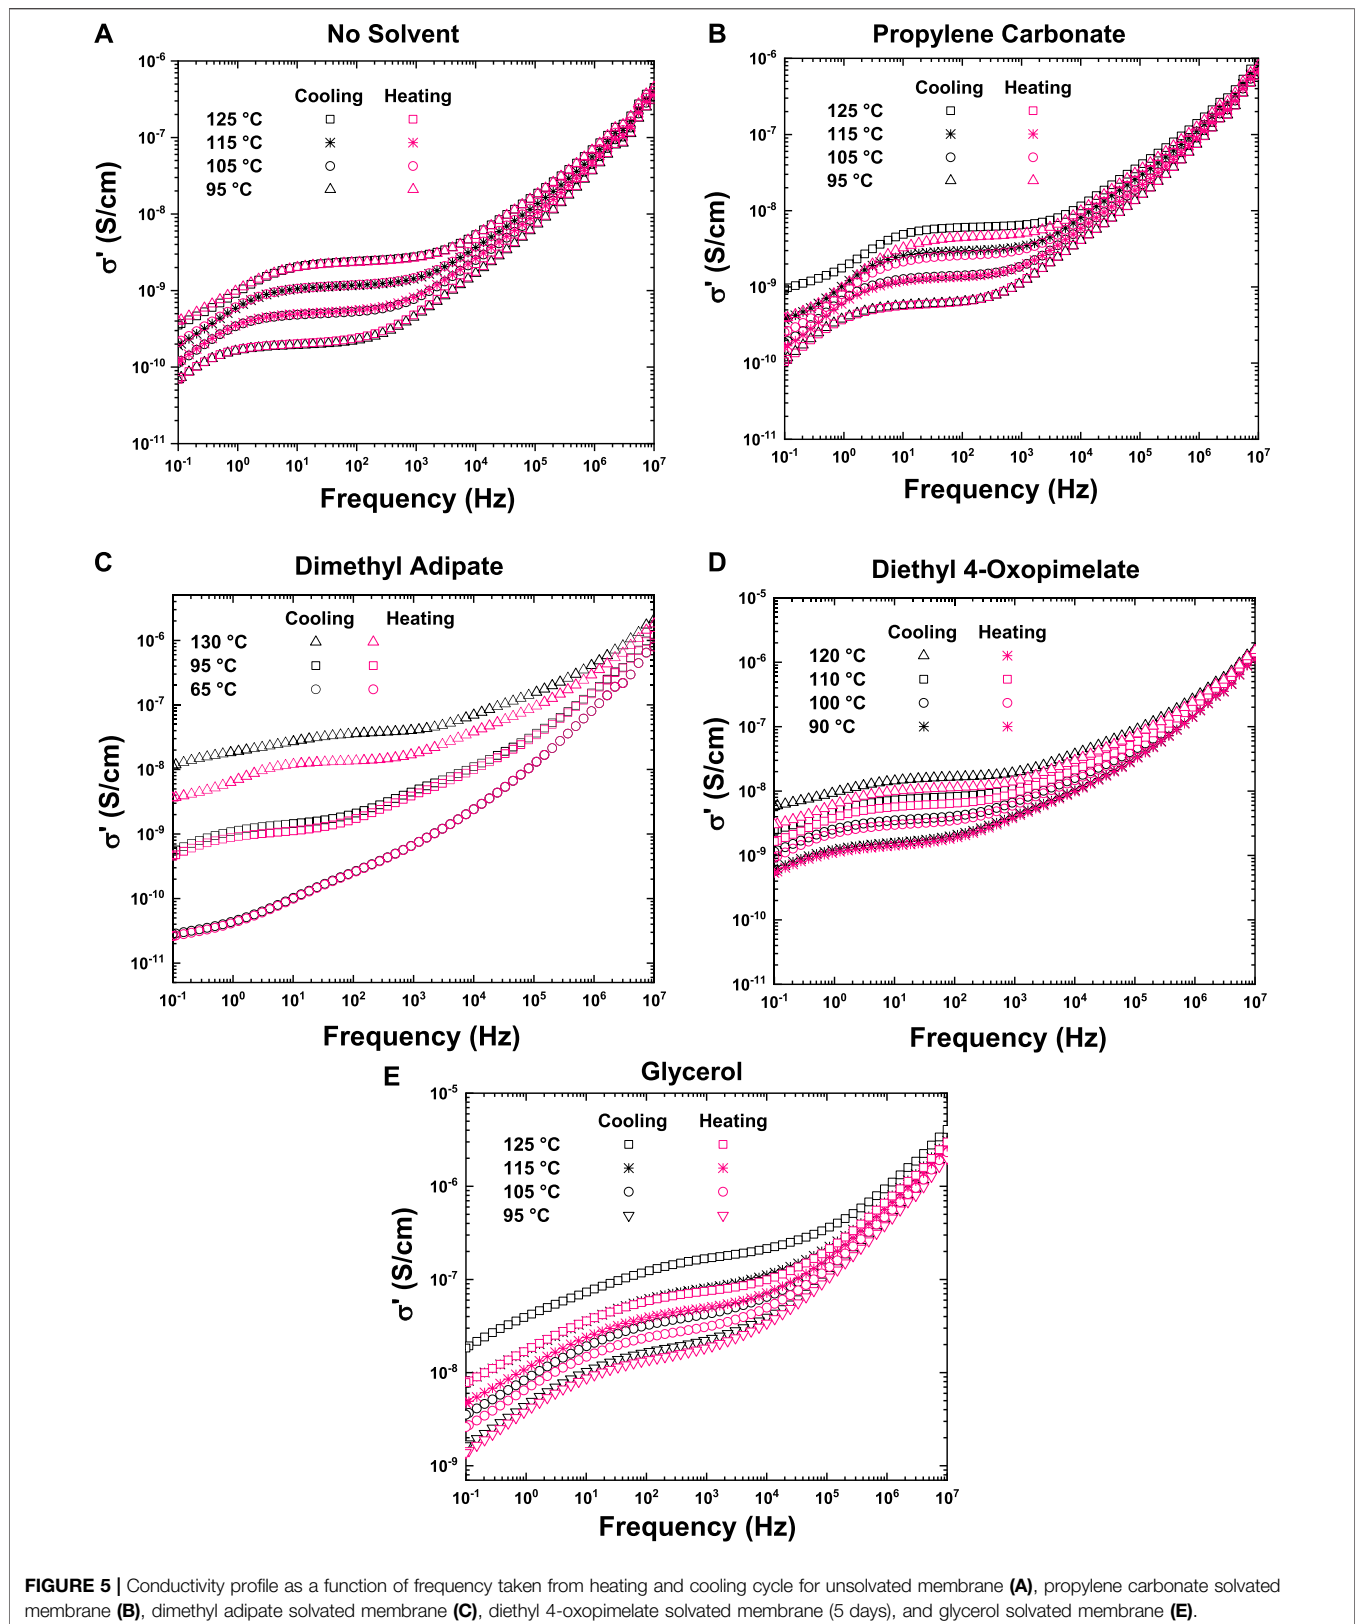 A
No Solvent
Cooling Heating
125 °C
115 °C
105 °C
95 °C
10⁻⁶
10⁻⁷
10⁻⁸
10⁻⁹
10⁻¹⁰
10⁻¹¹
σ' (S/cm)
10⁻¹ 10⁰ 10¹ 10² 10³ 10⁴ 10⁵ 10⁶ 10⁷
Frequency (Hz)
B
Propylene Carbonate
Cooling Heating
125 °C
115 °C
105 °C
95 °C
10⁻⁶
10⁻⁷
10⁻⁸
10⁻⁹
10⁻¹⁰
10⁻¹¹
σ' (S/cm)
10⁻¹ 10⁰ 10¹ 10² 10³ 10⁴ 10⁵ 10⁶ 10⁷
Frequency (Hz)
C
Dimethyl Adipate
Cooling Heating
130 °C
95 °C
65 °C
10⁻⁶
10⁻⁷
10⁻⁸
10⁻⁹
10⁻¹⁰
10⁻¹¹
σ' (S/cm)
10⁻¹ 10⁰ 10¹ 10² 10³ 10⁴ 10⁵ 10⁶ 10⁷
Frequency (Hz)
D
Diethyl 4-Oxopimelate
Cooling Heating
120 °C
110 °C
100 °C
90 °C
10⁻⁵
10⁻⁶
10⁻⁷
10⁻⁸
10⁻⁹
10⁻¹⁰
10⁻¹¹
σ' (S/cm)
10⁻¹ 10⁰ 10¹ 10² 10³ 10⁴ 10⁵ 10⁶ 10⁷
Frequency (Hz)
E
Glycerol
Cooling Heating
125 °C
115 °C
105 °C
95 °C
10⁻⁵
10⁻⁶
10⁻⁷
10⁻⁸
10⁻⁹
σ' (S/cm)
10⁻¹ 10⁰ 10¹ 10² 10³ 10⁴ 10⁵ 10⁶ 10⁷
Frequency (Hz)
FIGURE 5 | Conductivity profile as a function of frequency taken from heating and cooling cycle for unsolvated membrane (A), propylene carbonate solvated
membrane (B), dimethyl adipate solvated membrane (C), diethyl 4-oxopimelate solvated membrane (5 days), and glycerol solvated membrane (E).